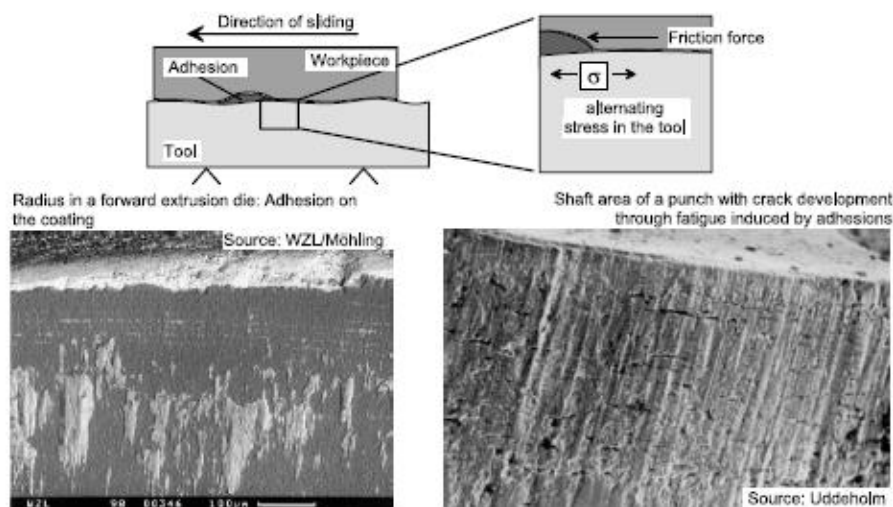 Direction of sliding
Adhesion
Workpiece
Tool
Friction force
σ
alternating
stress in the tool
Radius in a forward extrusion die: Adhesion on
the coating
Source: WZL/Möhling
WZL 90 00346 100µm
Shaft area of a punch with crack development
through fatigue induced by adhesions
Source: Uddeholm